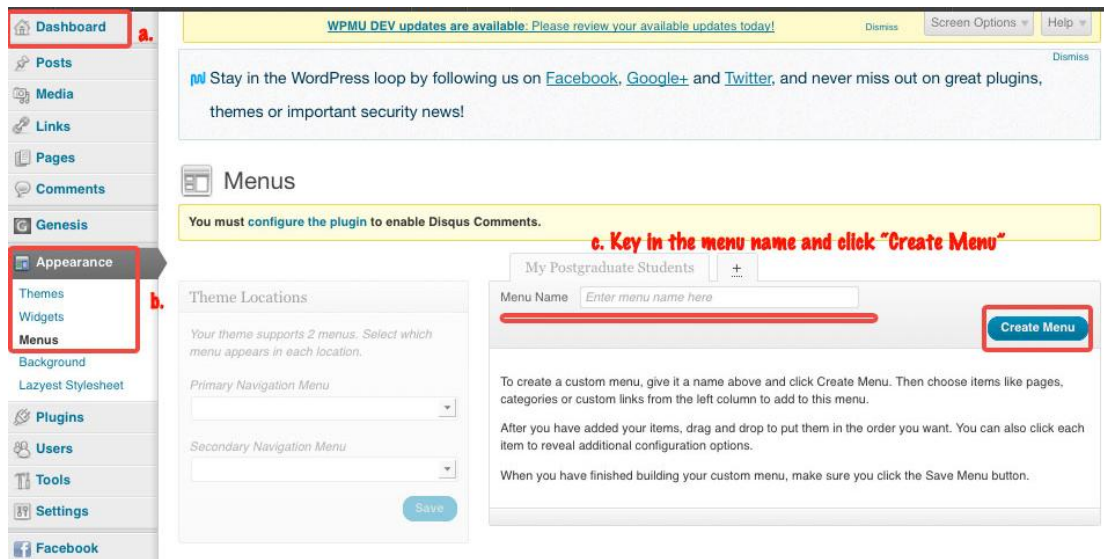 Dashboard
a.
WPMU DEV updates are available: Please review your available updates today!
Dismiss
Screen Options
Help
Posts
Media
Links
Pages
Comments
Genesis
Appearance
Themes
Widgets
Menus
Background
Lazyest Stylesheet
Plugins
Users
Tools
Settings
Facebook
b.
Dismiss
Stay in the WordPress loop by following us on Facebook, Google+ and Twitter, and never miss out on great plugins,
themes or important security news!
Menus
You must configure the plugin to enable Disqus Comments.
c. Key in the menu name and click "Create Menu"
Theme Locations
Your theme supports 2 menus. Select which
menu appears in each location.
Primary Navigation Menu
Secondary Navigation Menu
Save
My Postgraduate Students
+
Menu Name
Enter menu name here
Create Menu
To create a custom menu, give it a name above and click Create Menu. Then choose items like pages,
categories or custom links from the left column to add to this menu.
After you have added your items, drag and drop to put them in the order you want. You can also click each
item to reveal additional configuration options.
When you have finished building your custom menu, make sure you click the Save Menu button.